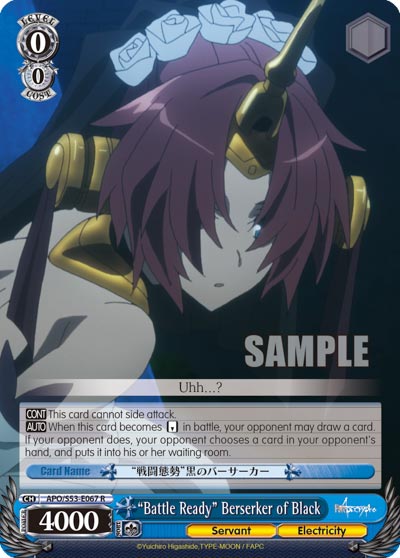 LEVEL
0
0
COST
SAMPLE
Uhh...?
CONT This card cannot side attack.
AUTO When this card becomes in battle, your opponent may draw a card.
If your opponent does, your opponent chooses a card in your opponent's
hand, and puts it into his or her waiting room.
Card Name “戦闘態勢”黒のバーサーカー
CH APO/S53-E067 R
POWER 4000 SOUL “Battle Ready” Berserker of Black
Servant Electricity
©Yuichiro Higashide,TYPE-MOON / FAPC